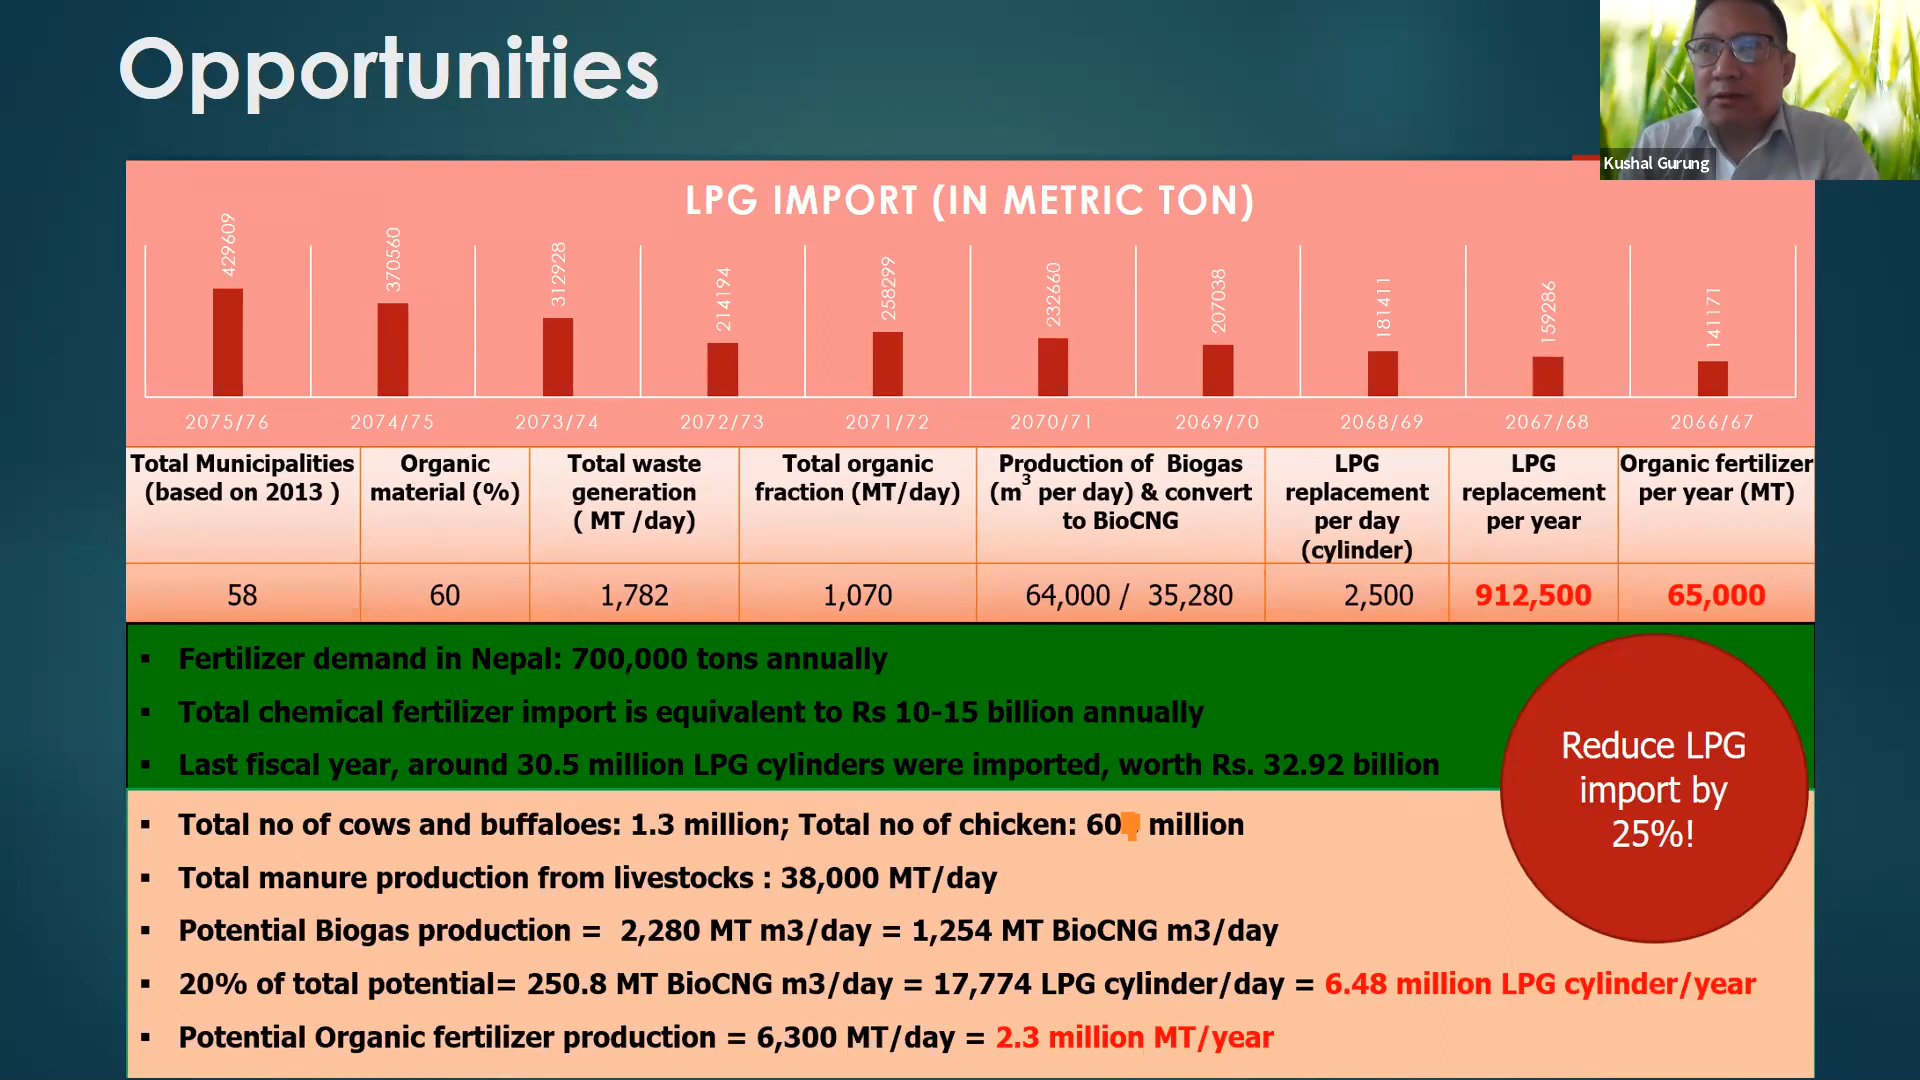 Opportunities
Kushal Gurung
LPG IMPORT (IN METRIC TON)
429609
370560
312928
214194
258299
232660
207038
181411
159286
141171
2075/76
2074/75
2073/74
2072/73
2071/72
2070/71
2069/70
2068/69
2067/68
2066/67
Total Municipalities
(based on 2013 )
Organic
material (%)
Total waste
generation
( MT /day)
Total organic
fraction (MT/day)
Production of Biogas
(m³ per day) & convert
to BioCNG
LPG
replacement
per day
(cylinder)
LPG
replacement
per year
Organic fertilizer
per year (MT)
58
60
1,782
1,070
64,000 / 35,280
2,500
912,500
65,000
▪ Fertilizer demand in Nepal: 700,000 tons annually
▪ Total chemical fertilizer import is equivalent to Rs 10-15 billion annually
▪ Last fiscal year, around 30.5 million LPG cylinders were imported, worth Rs. 32.92 billion
Reduce LPG
import by
25%!
▪ Total no of cows and buffaloes: 1.3 million; Total no of chicken: 60 million
▪ Total manure production from livestocks : 38,000 MT/day
▪ Potential Biogas production = 2,280 MT m3/day = 1,254 MT BioCNG m3/day
▪ 20% of total potential= 250.8 MT BioCNG m3/day = 17,774 LPG cylinder/day = 6.48 million LPG cylinder/year
▪ Potential Organic fertilizer production = 6,300 MT/day = 2.3 million MT/year